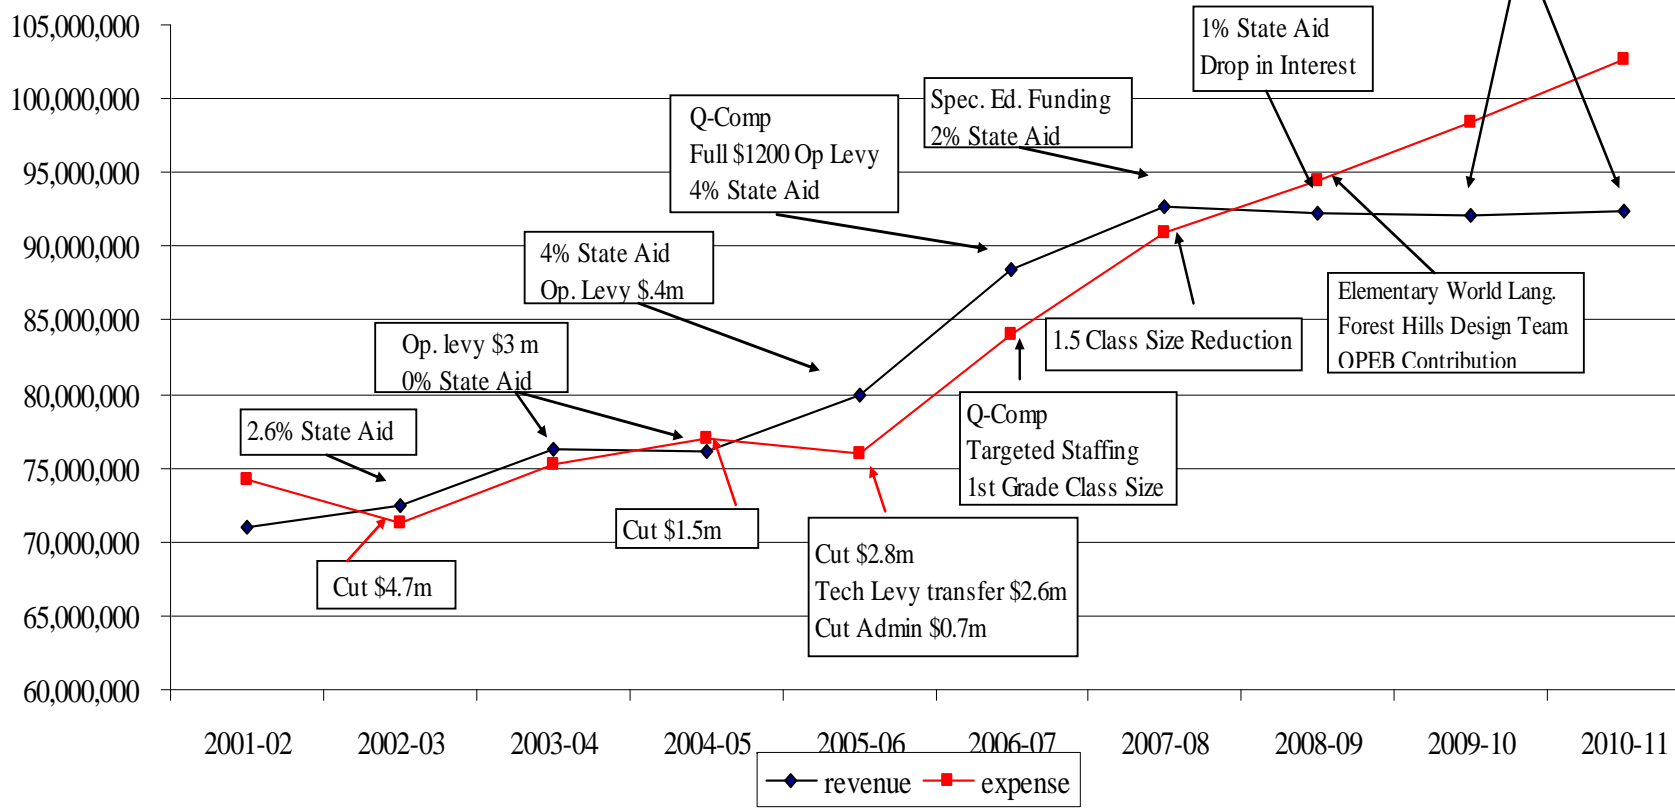 105,000,000
100,000,000
95,000,000
90,000,000
85,000,000
80,000,000
75,000,000
70,000,000
65,000,000
60,000,000
2.6% State Aid
Cut $4.7m
Op. levy $3 m
0% State Aid
4% State Aid
Op. Levy $.4m
Cut $1.5m
Q-Comp
Full $1200 Op Levy
4% State Aid
Cut $2.8m
Tech Levy transfer $2.6m
Cut Admin $0.7m
Spec. Ed. Funding
2% State Aid
Q-Comp
Targeted Staffing
1st Grade Class Size
1.5 Class Size Reduction
1% State Aid
Drop in Interest
Elementary World Lang.
Forest Hills Design Team
OPEB Contribution
2001-02
2002-03
2003-04
2004-05
2005-06
2006-07
2007-08
2008-09
2009-10
2010-11
revenue
expense